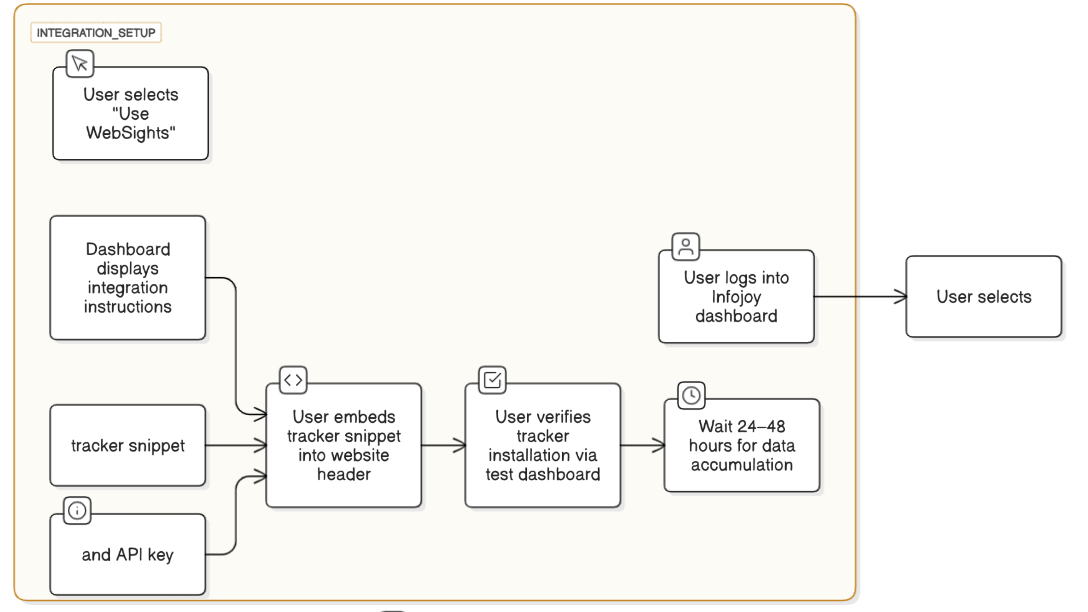 INTEGRATION_SETUP
User selects
"Use
WebSights"
Dashboard
displays
integration
instructions
User logs into
Infojoy
dashboard
User selects
tracker snippet
User embeds
tracker snippet
into website
header
User verifies
tracker
installation via
test dashboard
Wait 24–48
hours for data
accumulation
and API key